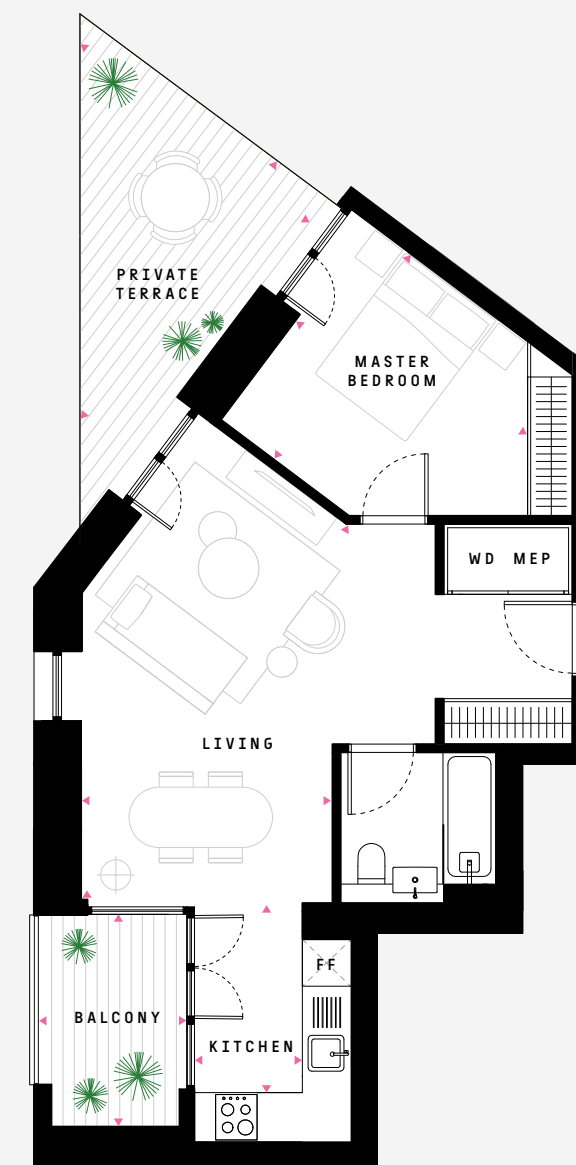 PRIVATE
TERRACE
MASTER
BEDROOM
WD MEP
LIVING
FF
BALCONY
KITCHEN